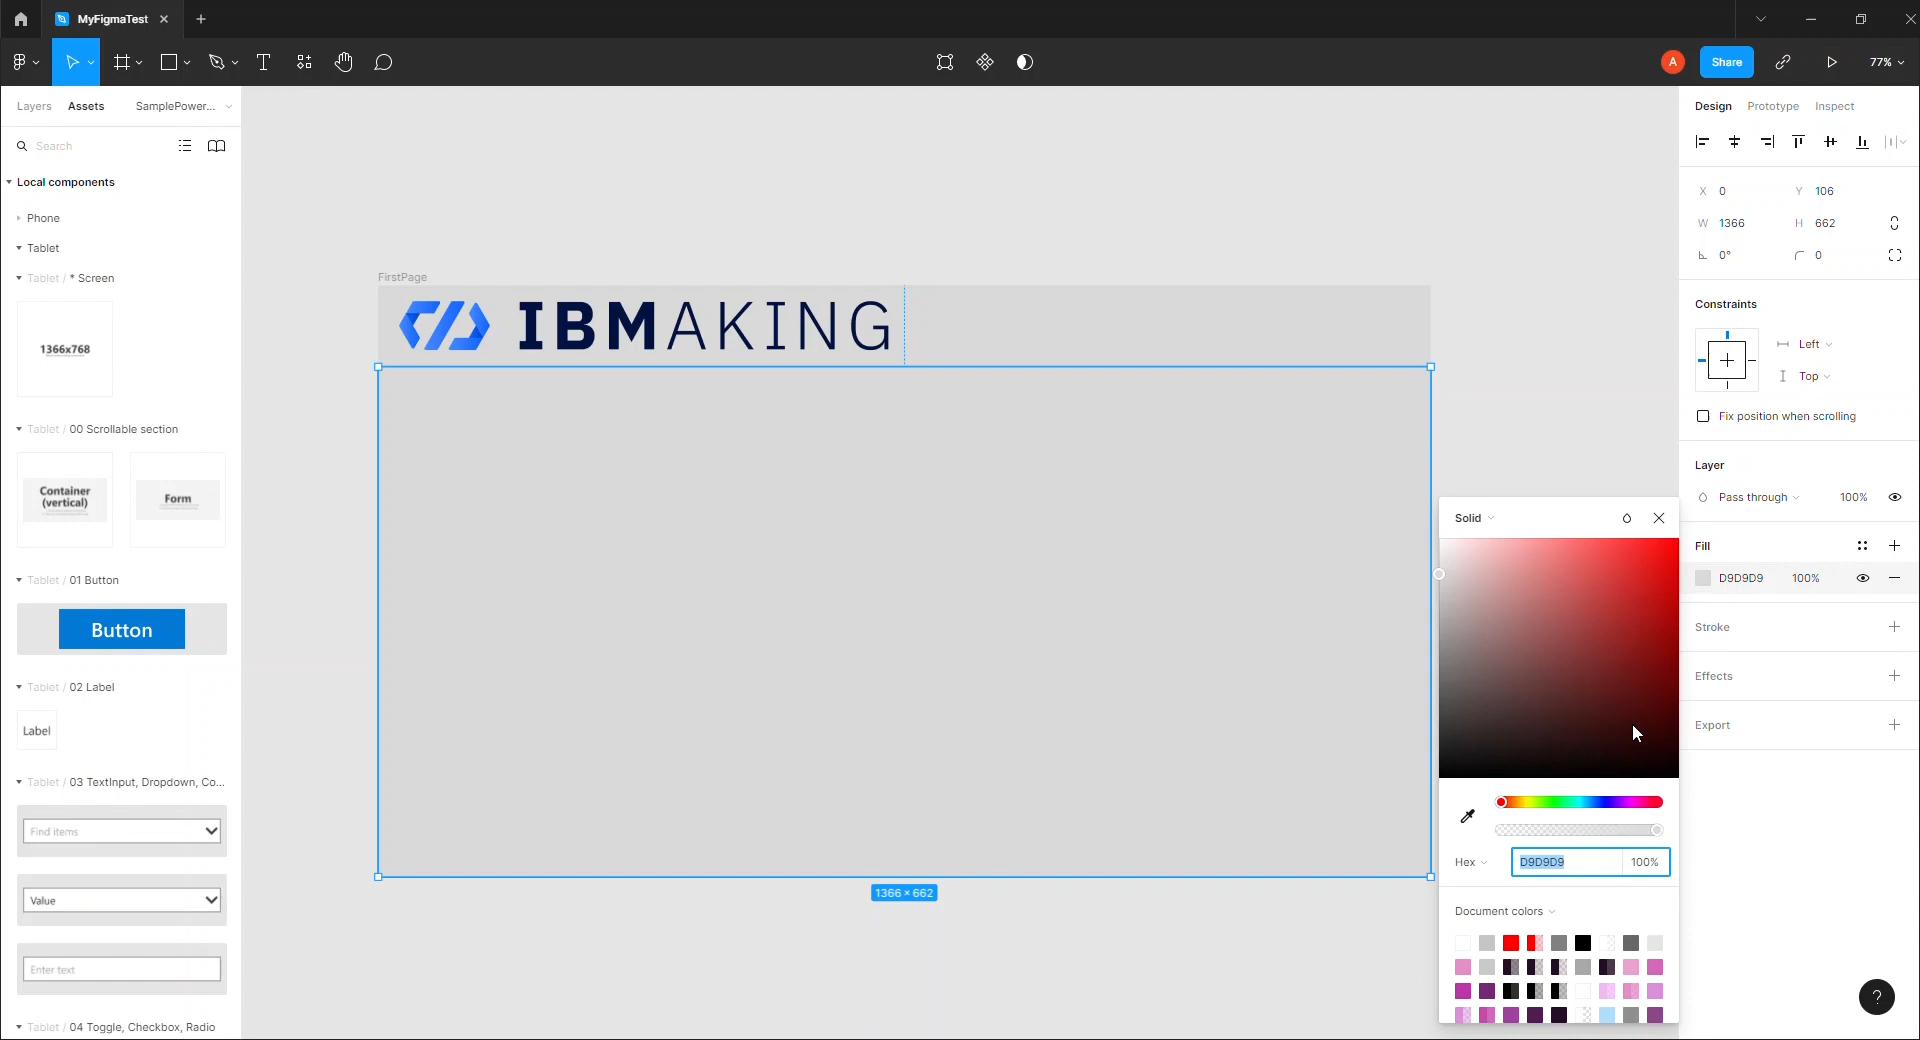 MyFigmaTest
A
Share
77%
Layers
Assets
SamplePower...
Design
Prototype
Inspect
Search
Local components
Phone
Tablet
Tablet / * Screen
1366x768
Tablet / 00 Scrollable section
Container
(vertical)
Form
Tablet / 01 Button
Button
Tablet / 02 Label
Label
Tablet / 03 TextInput, Dropdown, Co...
Find items
Value
Enter text
Tablet / 04 Toggle, Checkbox, Radio
FirstPage
IBMAKING
1366 × 662
Solid
Hex
D9D9D9
100%
Document colors
X 0
Y 106
W 1366
H 662
0°
0
Constraints
Left
Top
Fix position when scrolling
Layer
Pass through
100%
Fill
D9D9D9
100%
Stroke
Effects
Export
?